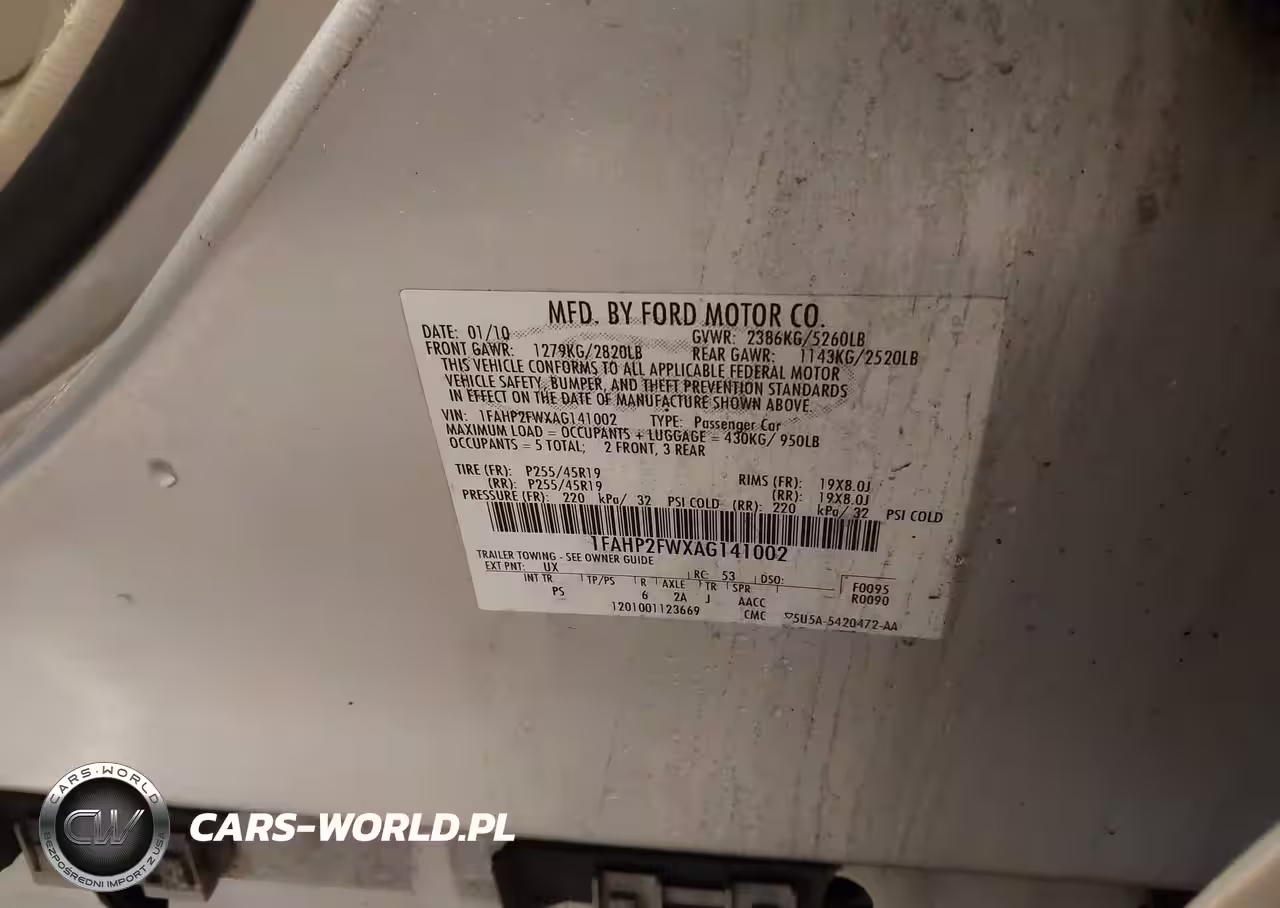 MFD. BY FORD MOTOR CO.
DATE: 01/10 GVWR: 2386KG/5260LB
FRONT GAWR: 1279KG/2820LB REAR GAWR: 1143KG/2520LB
THIS VEHICLE CONFORMS TO ALL APPLICABLE FEDERAL MOTOR
VEHICLE SAFETY, BUMPER, AND THEFT PREVENTION STANDARDS
IN EFFECT ON THE DATE OF MANUFACTURE SHOWN ABOVE.
VIN: 1FAHP2FWXAG141002 TYPE: Passenger Car
MAXIMUM LOAD = OCCUPANTS + LUGGAGE = 430KG/ 950LB
OCCUPANTS = 5 TOTAL; 2 FRONT, 3 REAR
TIRE (FR): P255/45R19 RIMS (FR): 19X8.0J
(RR): P255/45R19 (RR): 19X8.0J
PRESSURE (FR): 220 kPa/ 32 PSI COLD (RR): 220 kPa/ 32 PSI COLD
1FAHP2FWXAG141002
TRAILER TOWING - SEE OWNER GUIDE
EXT PNT: UX RC: 53 DSO:
INT TR TP/PS R AXLE TR SPR F0095
PS 6 2A J AACC R0090
1201001123669 CMC 5U5A-5420472-AA
CARS-WORLD
CW
BEZPOŚREDNI IMPORT Z USA
CARS-WORLD.PL